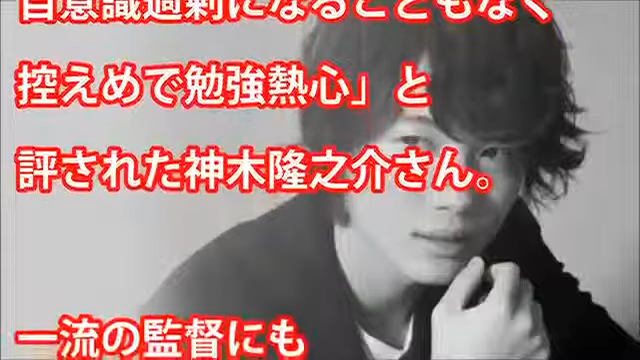 自意識過剰になることもなく
控えめで勉強熱心」と
評された神木隆之介さん。
一流の監督にも